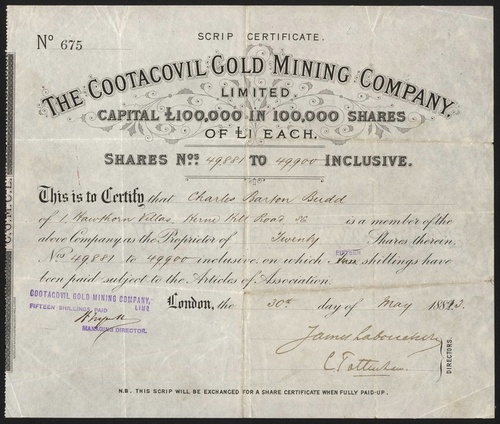 SCRIP CERTIFICATE.
No 675
THE COOTACOVIL GOLD MINING COMPANY,
LIMITED
CAPITAL £100,000 IN 100,000 SHARES
OF £1 EACH.
SHARES Nos 49881 TO 49900 INCLUSIVE.
This is to Certify that Charles Barton Budd
of 1, Hawthorn Villas, Herne Hill Road is a member of the
above Company, as the Proprietor of Twenty Shares therein,
Nos 49881 to 49900 inclusive, on which FIFTEEN shillings have
been paid subject to the Articles of Association.
COOTACOVIL GOLD MINING COMPANY,
LIMD
FIFTEEN SHILLINGS PAID
MANAGING DIRECTOR.
London, the 30th day of May 1883.
James
C Tottenham
DIRECTORS.
N.B. THIS SCRIP WILL BE EXCHANGED FOR A SHARE CERTIFICATE WHEN FULLY PAID-UP.